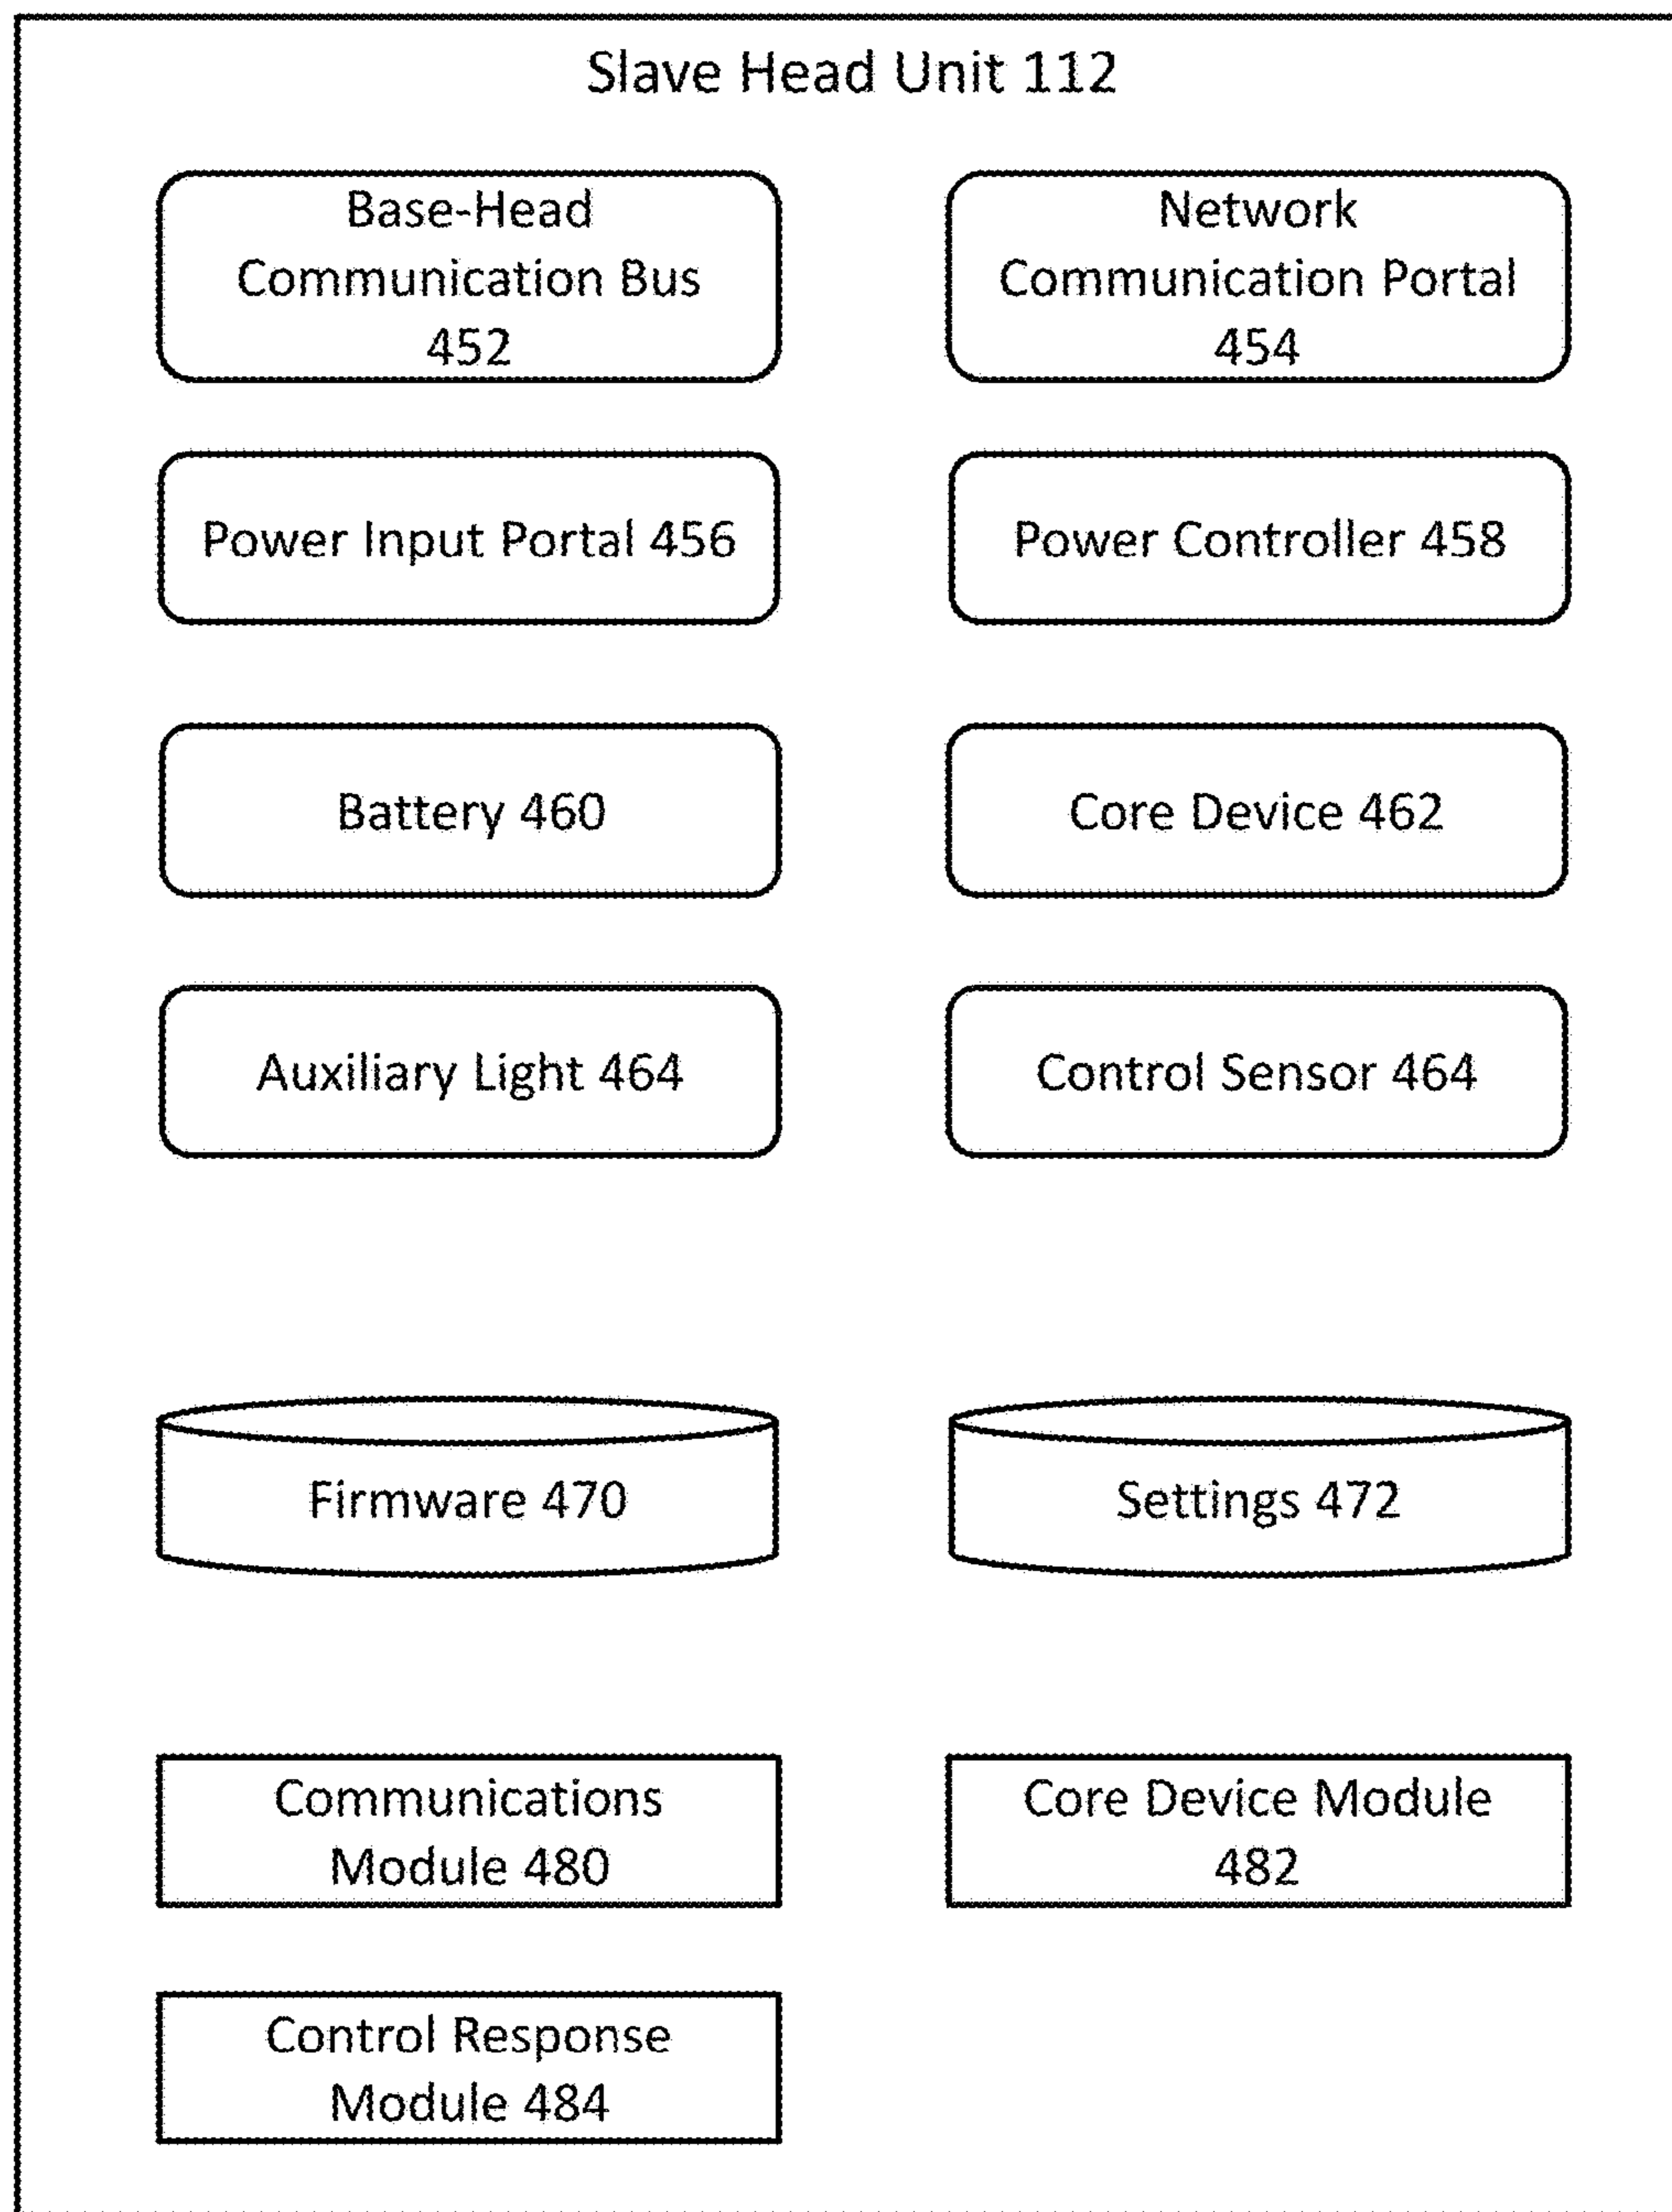 Slave Head Unit 112
Base-Head
Communication Bus
452
Network
Communication Portal
454
Power Input Portal 456
Power Controller 458
Battery 460
Core Device 462
Auxiliary Light 464
Control Sensor 464
Firmware 470
Settings 472
Communications
Module 480
Core Device Module
482
Control Response
Module 484